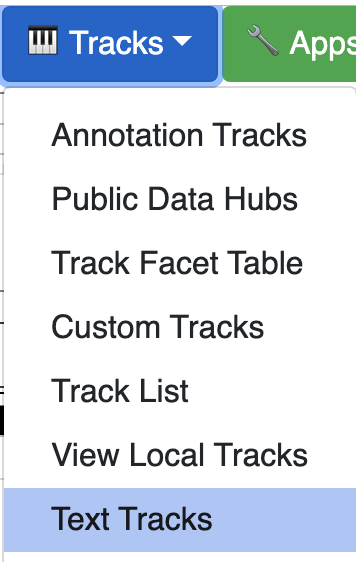 Tracks
Apps
Annotation Tracks
Public Data Hubs
Track Facet Table
Custom Tracks
Track List
View Local Tracks
Text Tracks